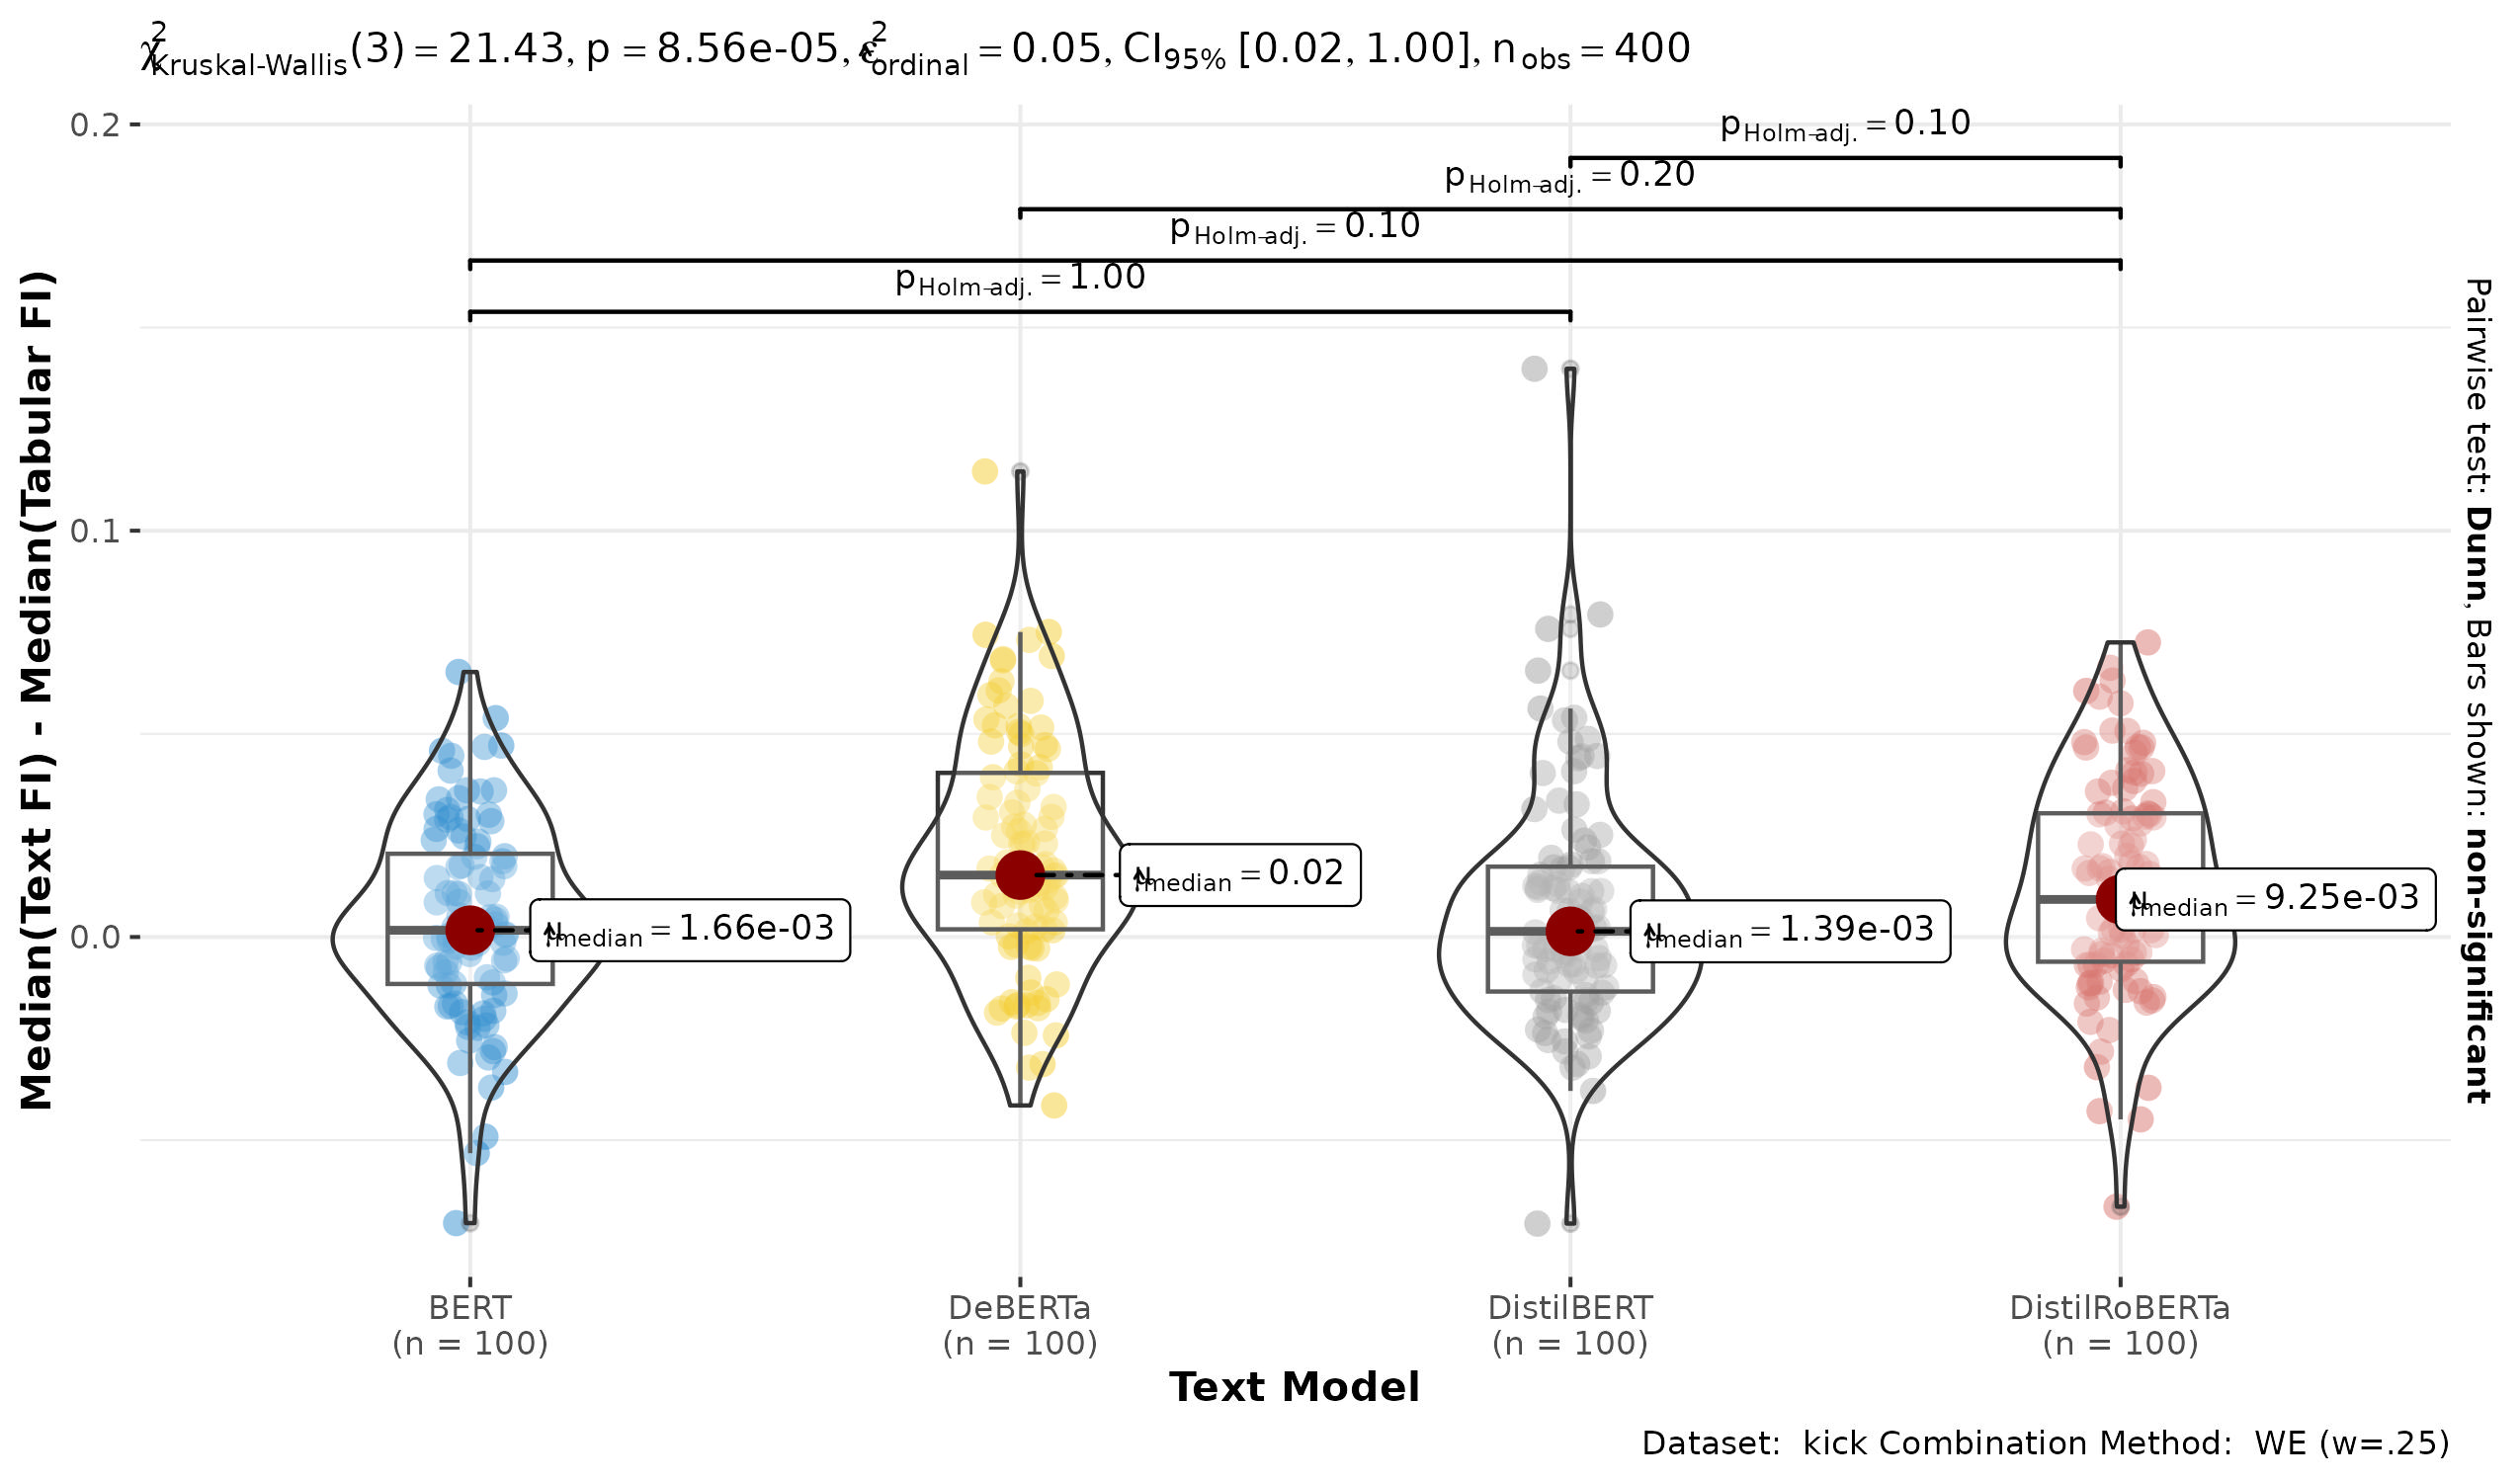 χ²Kruskal-Wallis(3) = 21.43, p = 8.56e-05, ε²ordinal = 0.05, CI95% [0.02, 1.00], nobs = 400
0.2
0.1
0.0
Median(Text FI) - Median(Tabular FI)
pHolm-adj. = 0.10
pHolm-adj. = 0.20
pHolm-adj. = 0.10
pHolm-adj. = 1.00
μ̂median = 1.66e-03
μ̂median = 0.02
μ̂median = 1.39e-03
μ̂median = 9.25e-03
Pairwise test: Dunn, Bars shown: non-significant
BERT
(n = 100)
DeBERTa
(n = 100)
DistilBERT
(n = 100)
DistilRoBERTa
(n = 100)
Text Model
Dataset: kick Combination Method: WE (w=.25)